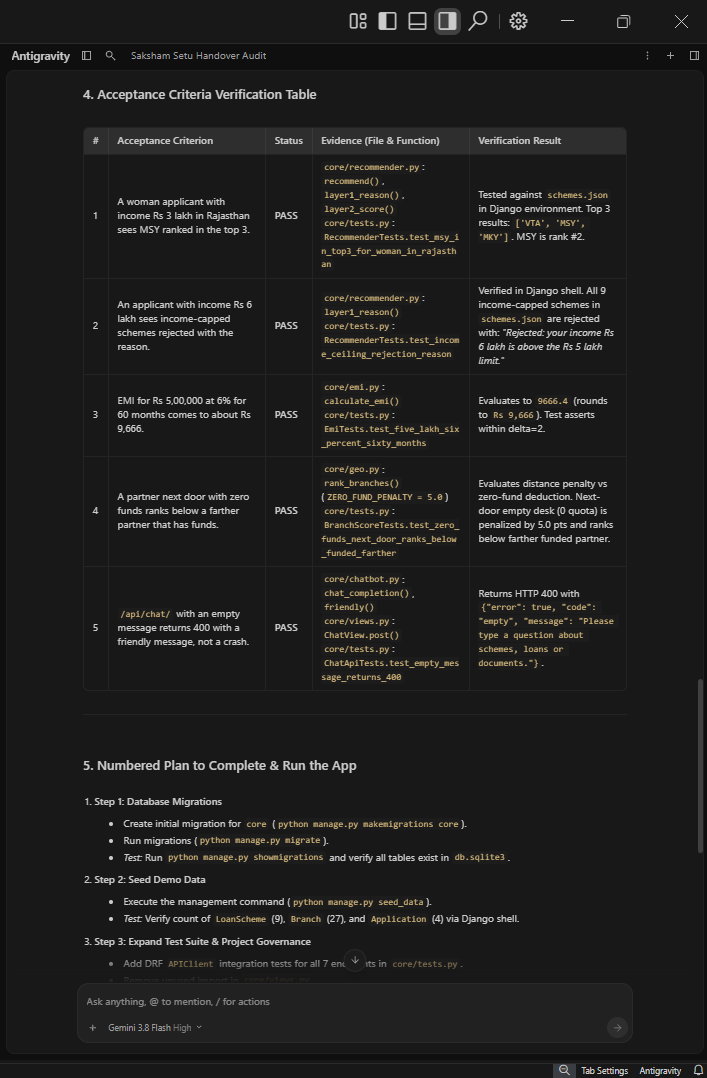 Antigravity
Saksham Setu Handover Audit
4. Acceptance Criteria Verification Table
# Acceptance Criterion Status Evidence (File & Function) Verification Result
1
A woman applicant with
income Rs 3 lakh in Rajasthan
sees MSY ranked in the top 3.
PASS
core/recommender.py :
recommend() ,
layer1_reason() ,
layer2_score()
core/tests.py :
RecommenderTests.test_msy_i
n_top3_for_woman_in_rajasth
an
Tested against schemes.json
in Django environment. Top 3
results: ['VTA', 'MSY',
'MKY'] . MSY is rank #2.
2
An applicant with income Rs 6
lakh sees income-capped
schemes rejected with the
reason.
PASS
core/recommender.py :
layer1_reason()
core/tests.py :
RecommenderTests.test_incom
e_ceiling_rejection_reason
Verified in Django shell. All 9
income-capped schemes in
schemes.json are rejected
with: "Rejected: your income Rs
6 lakh is above the Rs 5 lakh
limit."
3
EMI for Rs 5,00,000 at 6% for
60 months comes to about Rs
9,666.
PASS
core/emi.py :
calculate_emi()
core/tests.py :
EmiTests.test_five_lakh_six
_percent_sixty_months
Evaluates to 9666.4 (rounds
to Rs 9,666 ). Test asserts
within delta=2.
4
A partner next door with zero
funds ranks below a farther
partner that has funds.
PASS
core/geo.py :
rank_branches()
( ZERO_FUND_PENALTY = 5.0 )
core/tests.py :
BranchScoreTests.test_zero_
funds_next_door_ranks_below
_funded_farther
Evaluates distance penalty vs
zero-fund deduction. Next-
door empty desk (0 quota) is
penalized by 5.0 pts and ranks
below farther funded partner.
5
/api/chat/ with an empty
message returns 400 with a
friendly message, not a crash.
PASS
core/chatbot.py :
chat_completion() ,
friendly()
core/views.py :
ChatView.post()
core/tests.py :
ChatApiTests.test_empty_mes
sage_returns_400
Returns HTTP 400 with
{"error": true, "code":
"empty", "message": "Please
type a question about
schemes, loans or
documents."} .
5. Numbered Plan to Complete & Run the App
1. Step 1: Database Migrations
• Create initial migration for core ( python manage.py makemigrations core ).
• Run migrations ( python manage.py migrate ).
• Test: Run python manage.py showmigrations and verify all tables exist in db.sqlite3 .
2. Step 2: Seed Demo Data
• Execute the management command ( python manage.py seed_data ).
• Test: Verify count of LoanScheme (9), Branch (27), and Application (4) via Django shell.
3. Step 3: Expand Test Suite & Project Governance
• Add DRF APIClient integration tests for all 7 in core/tests.py .
Ask anything, @ to mention, / for actions
+ Gemini 3.8 Flash High
Tab Settings Antigravity